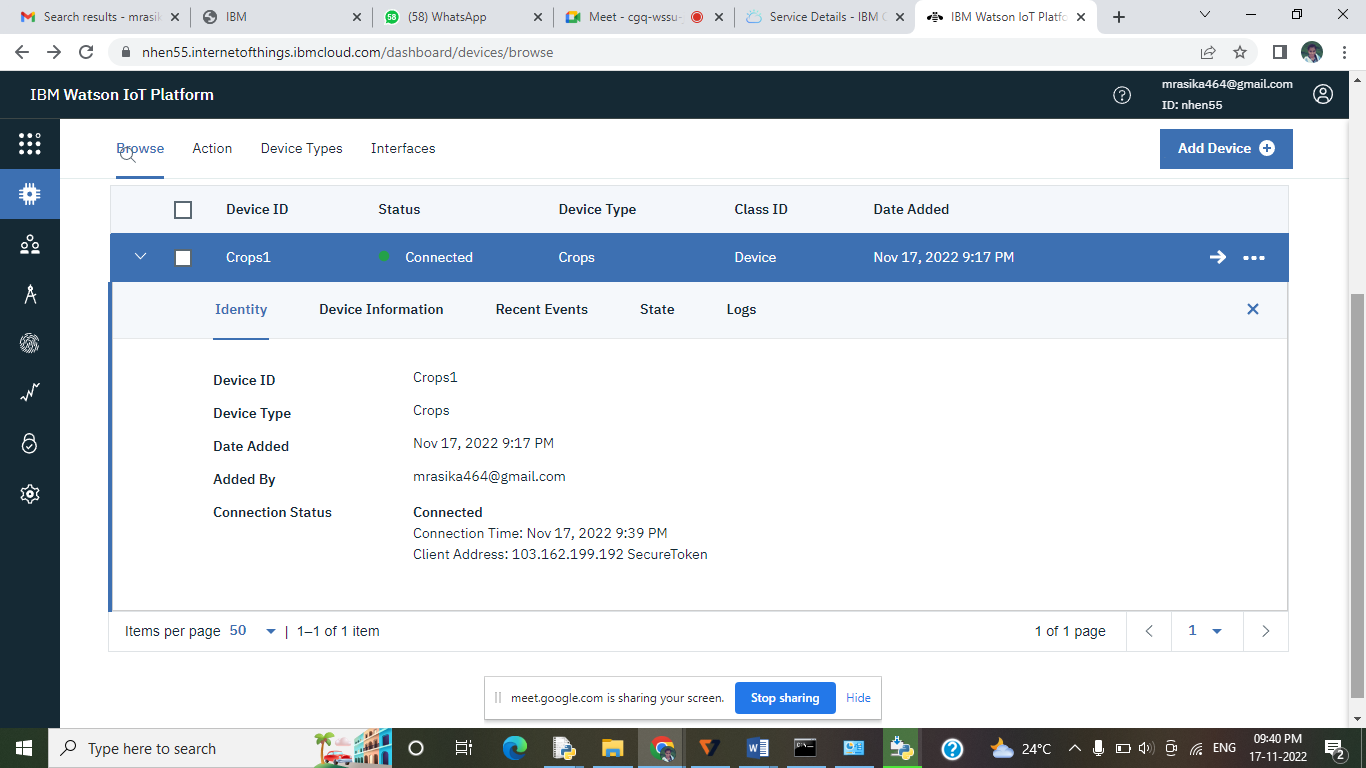 Search results - mrasik
IBM
58
(58) WhatsApp
Meet - cgq-wssu-
Service Details - IBM C
IBM Watson IoT Platfo
nhen55.internetofthings.ibmcloud.com/dashboard/devices/browse
IBM Watson IoT Platform
mrasika464@gmail.com
ID: nhen55
Browse
Action
Device Types
Interfaces
Add Device
Device ID
Status
Device Type
Class ID
Date Added
Crops1
Connected
Crops
Device
Nov 17, 2022 9:17 PM
Identity
Device Information
Recent Events
State
Logs
Device ID
Crops1
Device Type
Crops
Date Added
Nov 17, 2022 9:17 PM
Added By
mrasika464@gmail.com
Connection Status
Connected
Connection Time: Nov 17, 2022 9:39 PM
Client Address: 103.162.199.192 SecureToken
Items per page 50 | 1–1 of 1 item
1 of 1 page
1
meet.google.com is sharing your screen.
Stop sharing
Hide
Type here to search
24°C
ENG
09:40 PM
17-11-2022
2